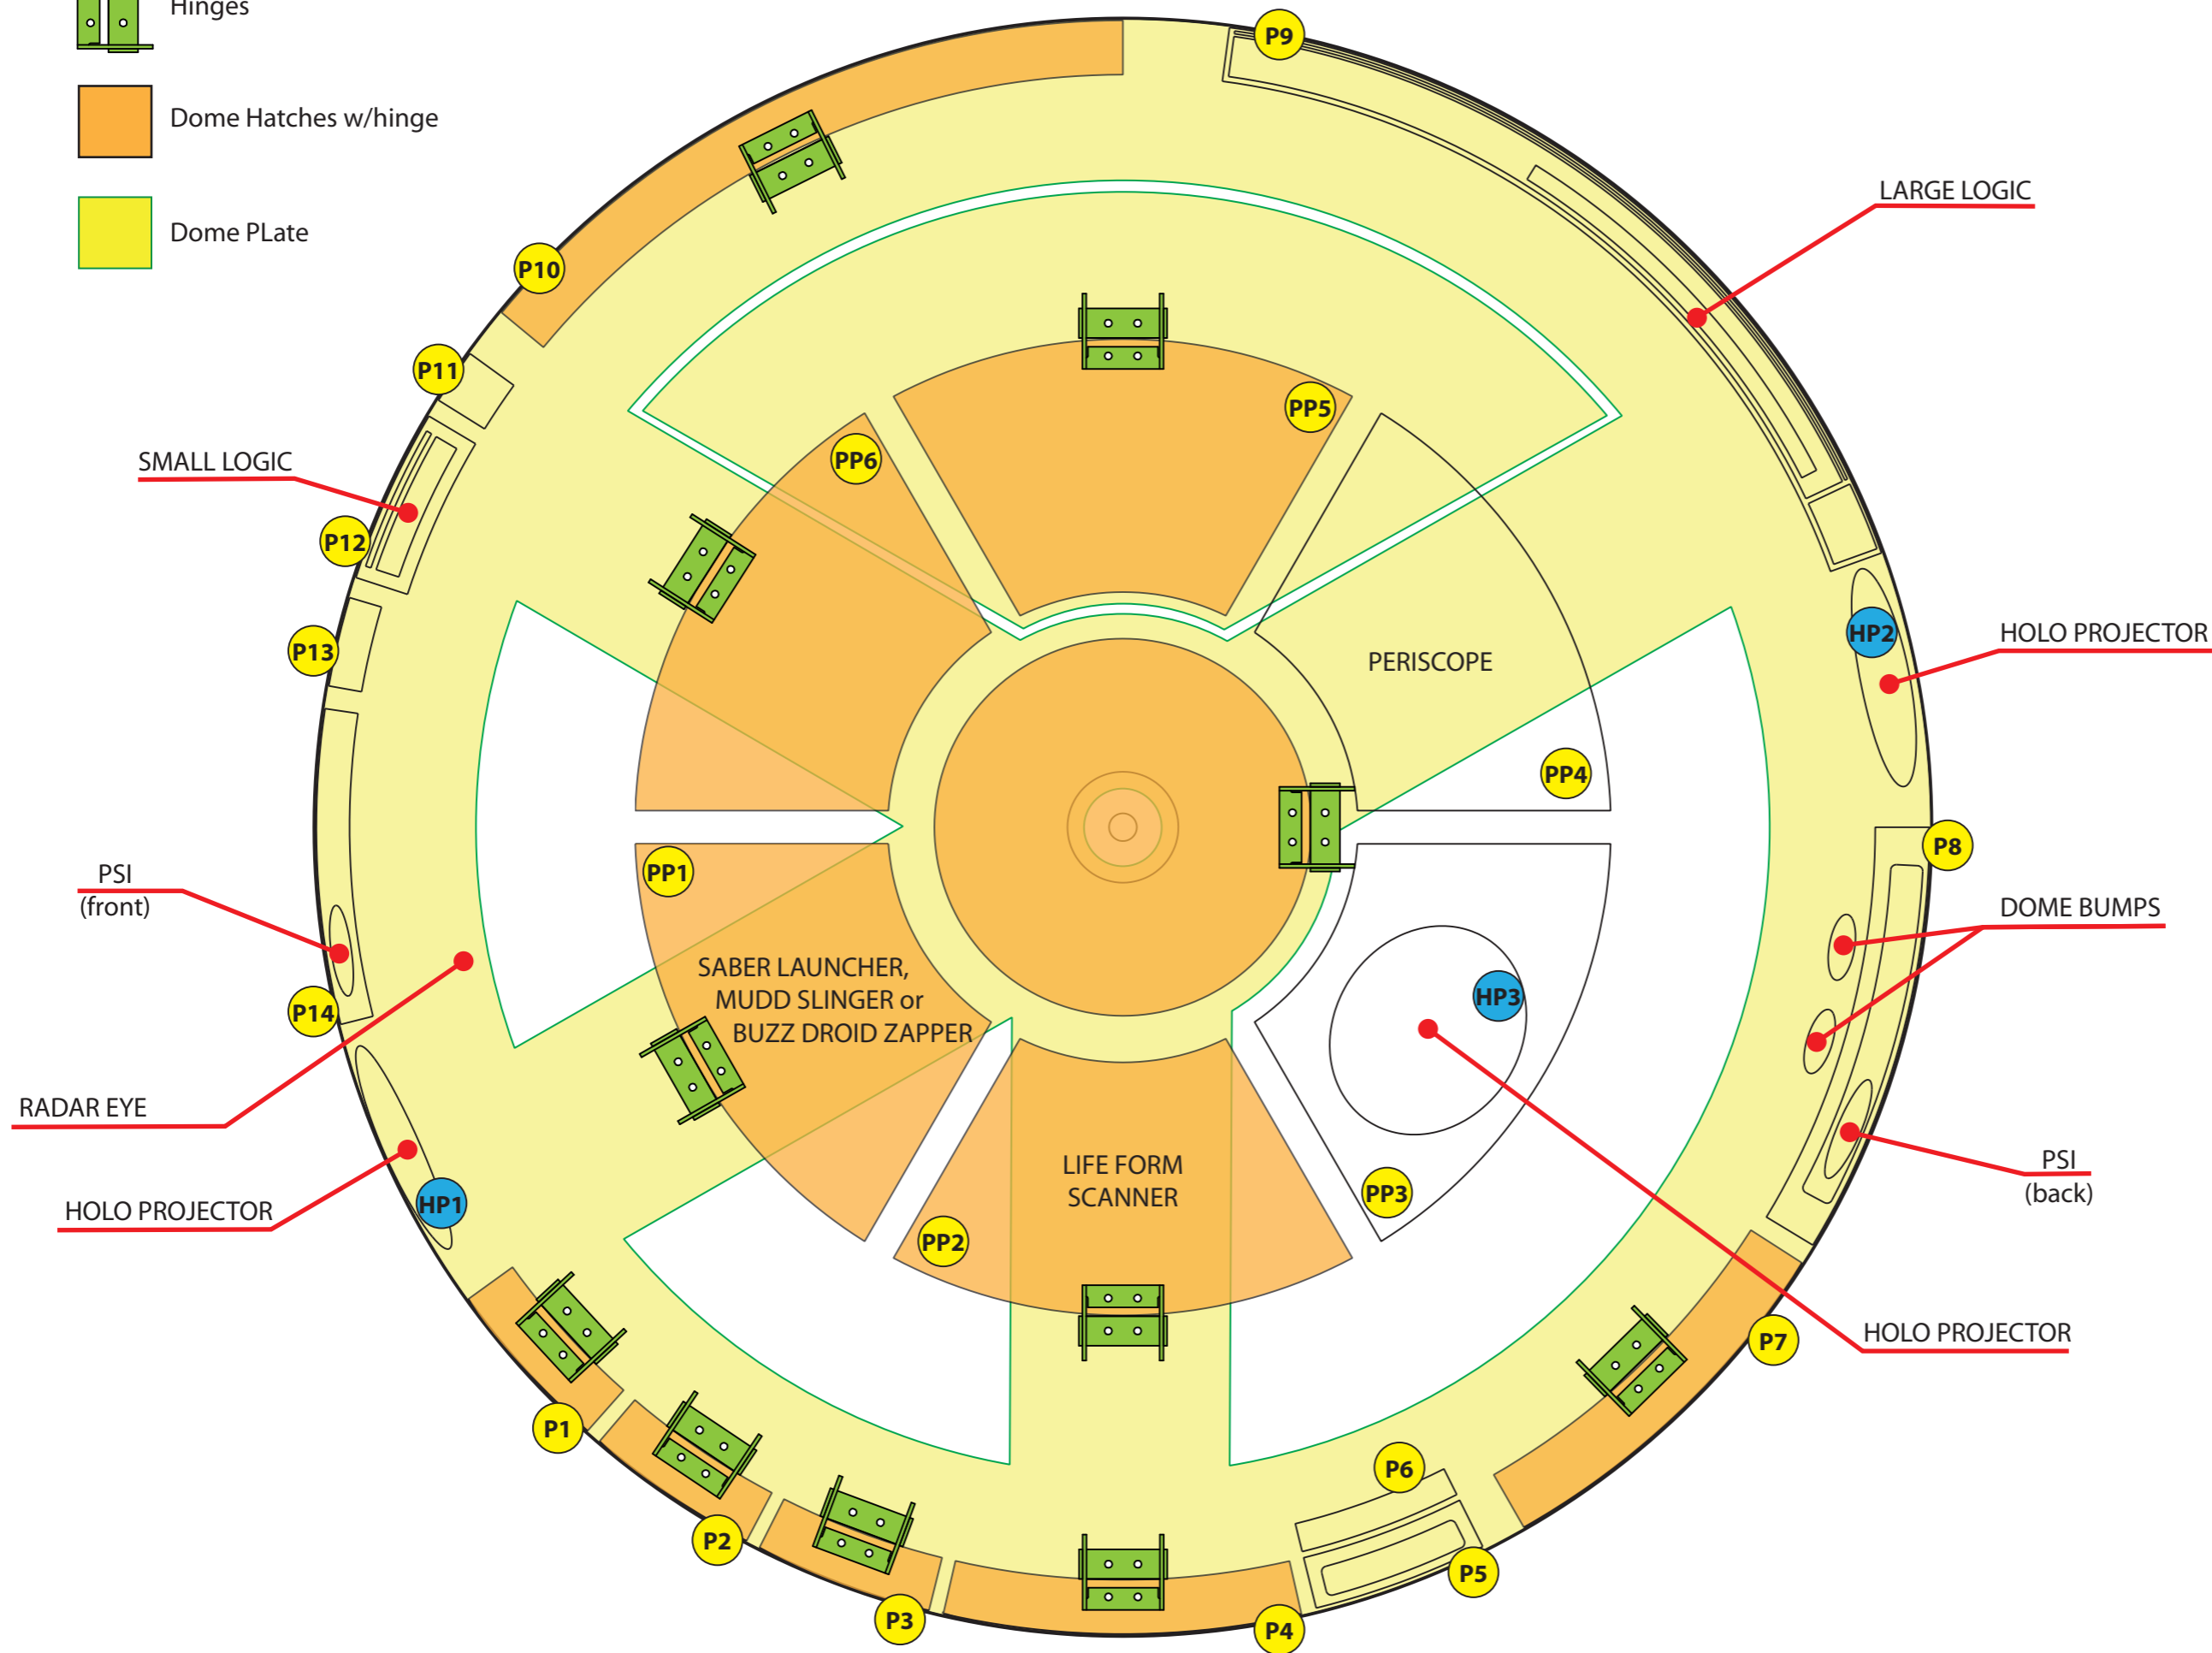 Hinges
Dome Hatches w/hinge
Dome PLate
P9
LARGE LOGIC
P10
P11
PP5
PP6
SMALL LOGIC
P12
HP2
HOLO PROJECTOR
P13
PERISCOPE
PP4
P8
PSI
(front)
PP1
DOME BUMPS
SABER LAUNCHER,
MUDD SLINGER or
BUZZ DROID ZAPPER
HP3
P14
RADAR EYE
LIFE FORM
SCANNER
PSI
(back)
PP3
HOLO PROJECTOR
HP1
PP2
HOLO PROJECTOR
P7
P1
P6
P2
P5
P3
P4